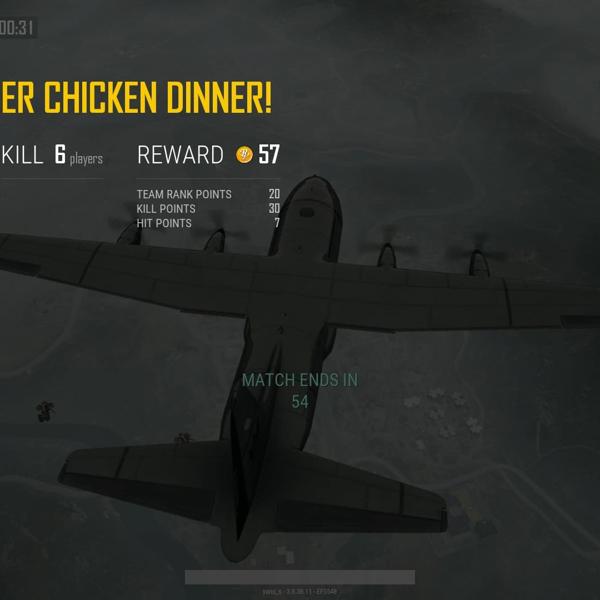 00:31
ER CHICKEN DINNER!
KILL 6 players
REWARD 57
TEAM RANK POINTS 20
KILL POINTS 30
HIT POINTS 7
MATCH ENDS IN
54